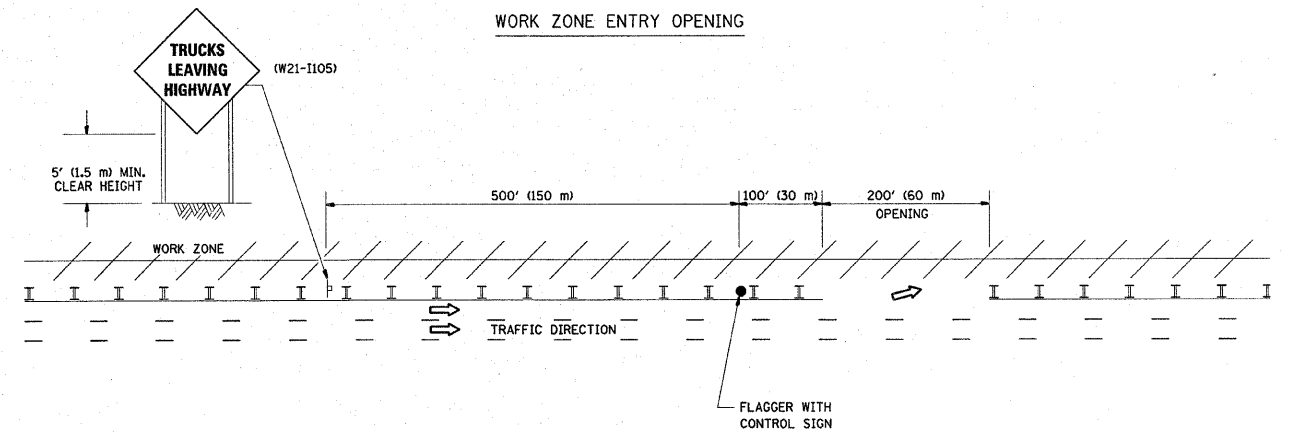 WORK ZONE ENTRY OPENING
TRUCKS
LEAVING
HIGHWAY
(W21-I105)
5' (1.5 m) MIN.
CLEAR HEIGHT
500' (150 m)
100' (30 m)
200' (60 m)
OPENING
WORK ZONE
TRAFFIC DIRECTION
FLAGGER WITH
CONTROL SIGN